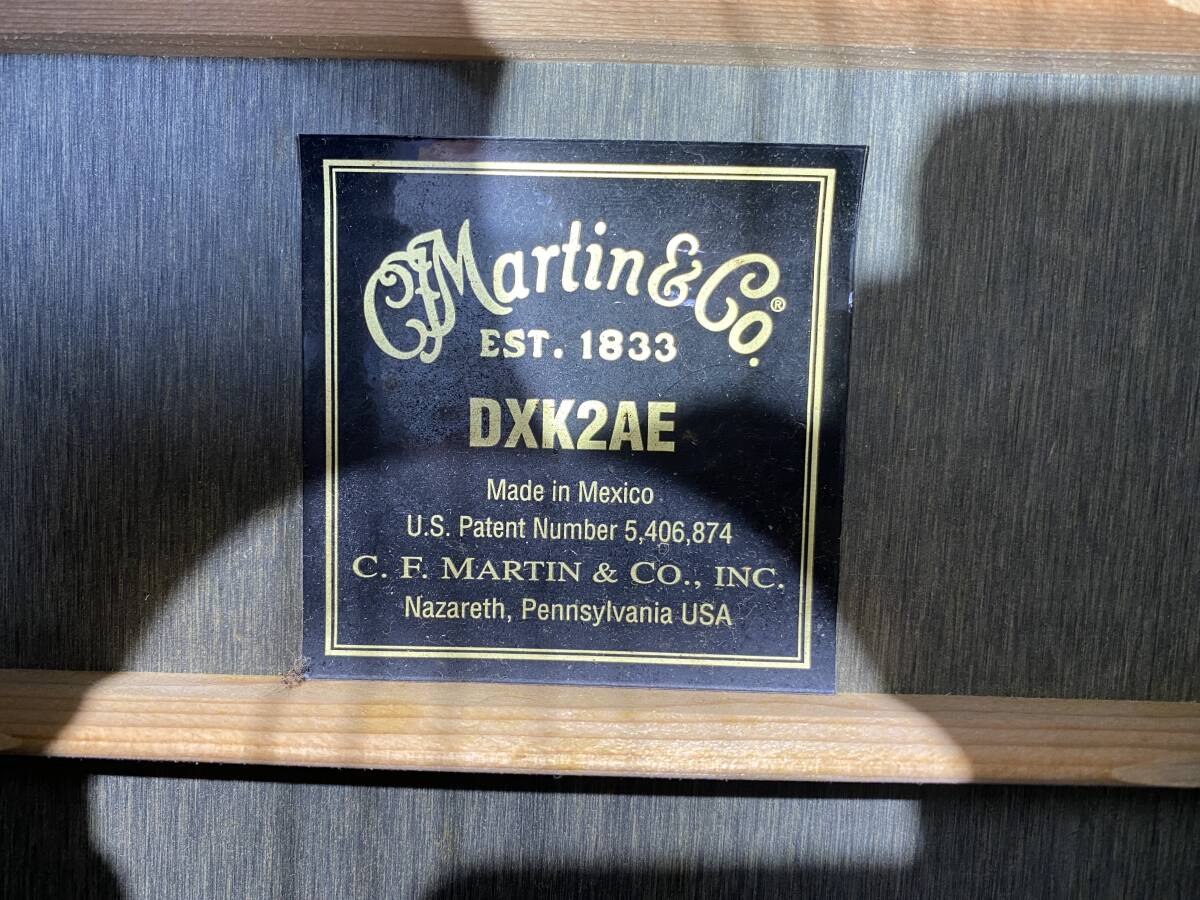 CFMartin & Co.®
EST. 1833
DXK2AE
Made in Mexico
U.S. Patent Number 5,406,874
C. F. MARTIN & CO., INC.
Nazareth, Pennsylvania USA